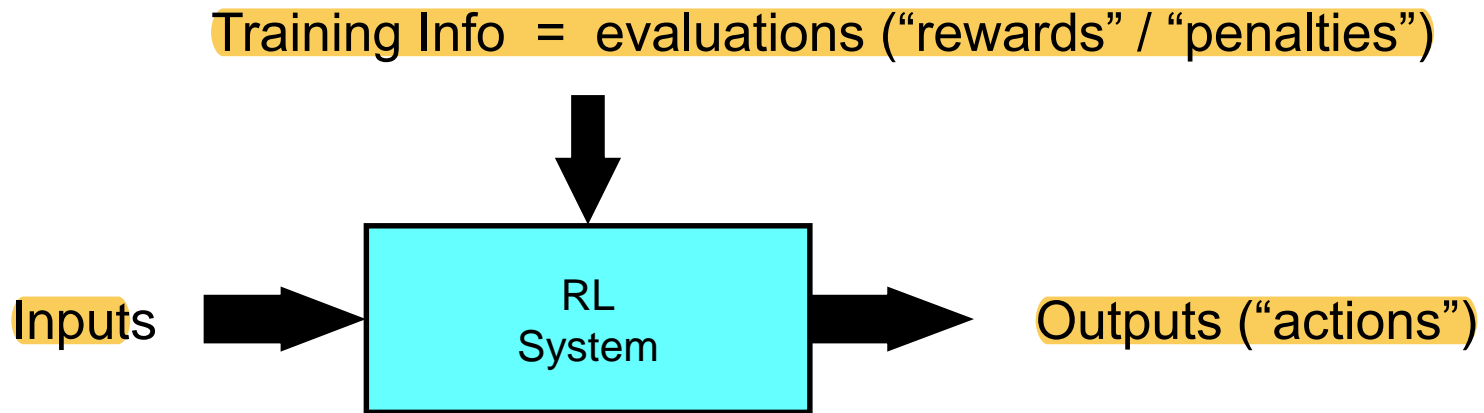 Training Info = evaluations (“rewards” / “penalties”)
RL
System
Inputs
Outputs (“actions”)